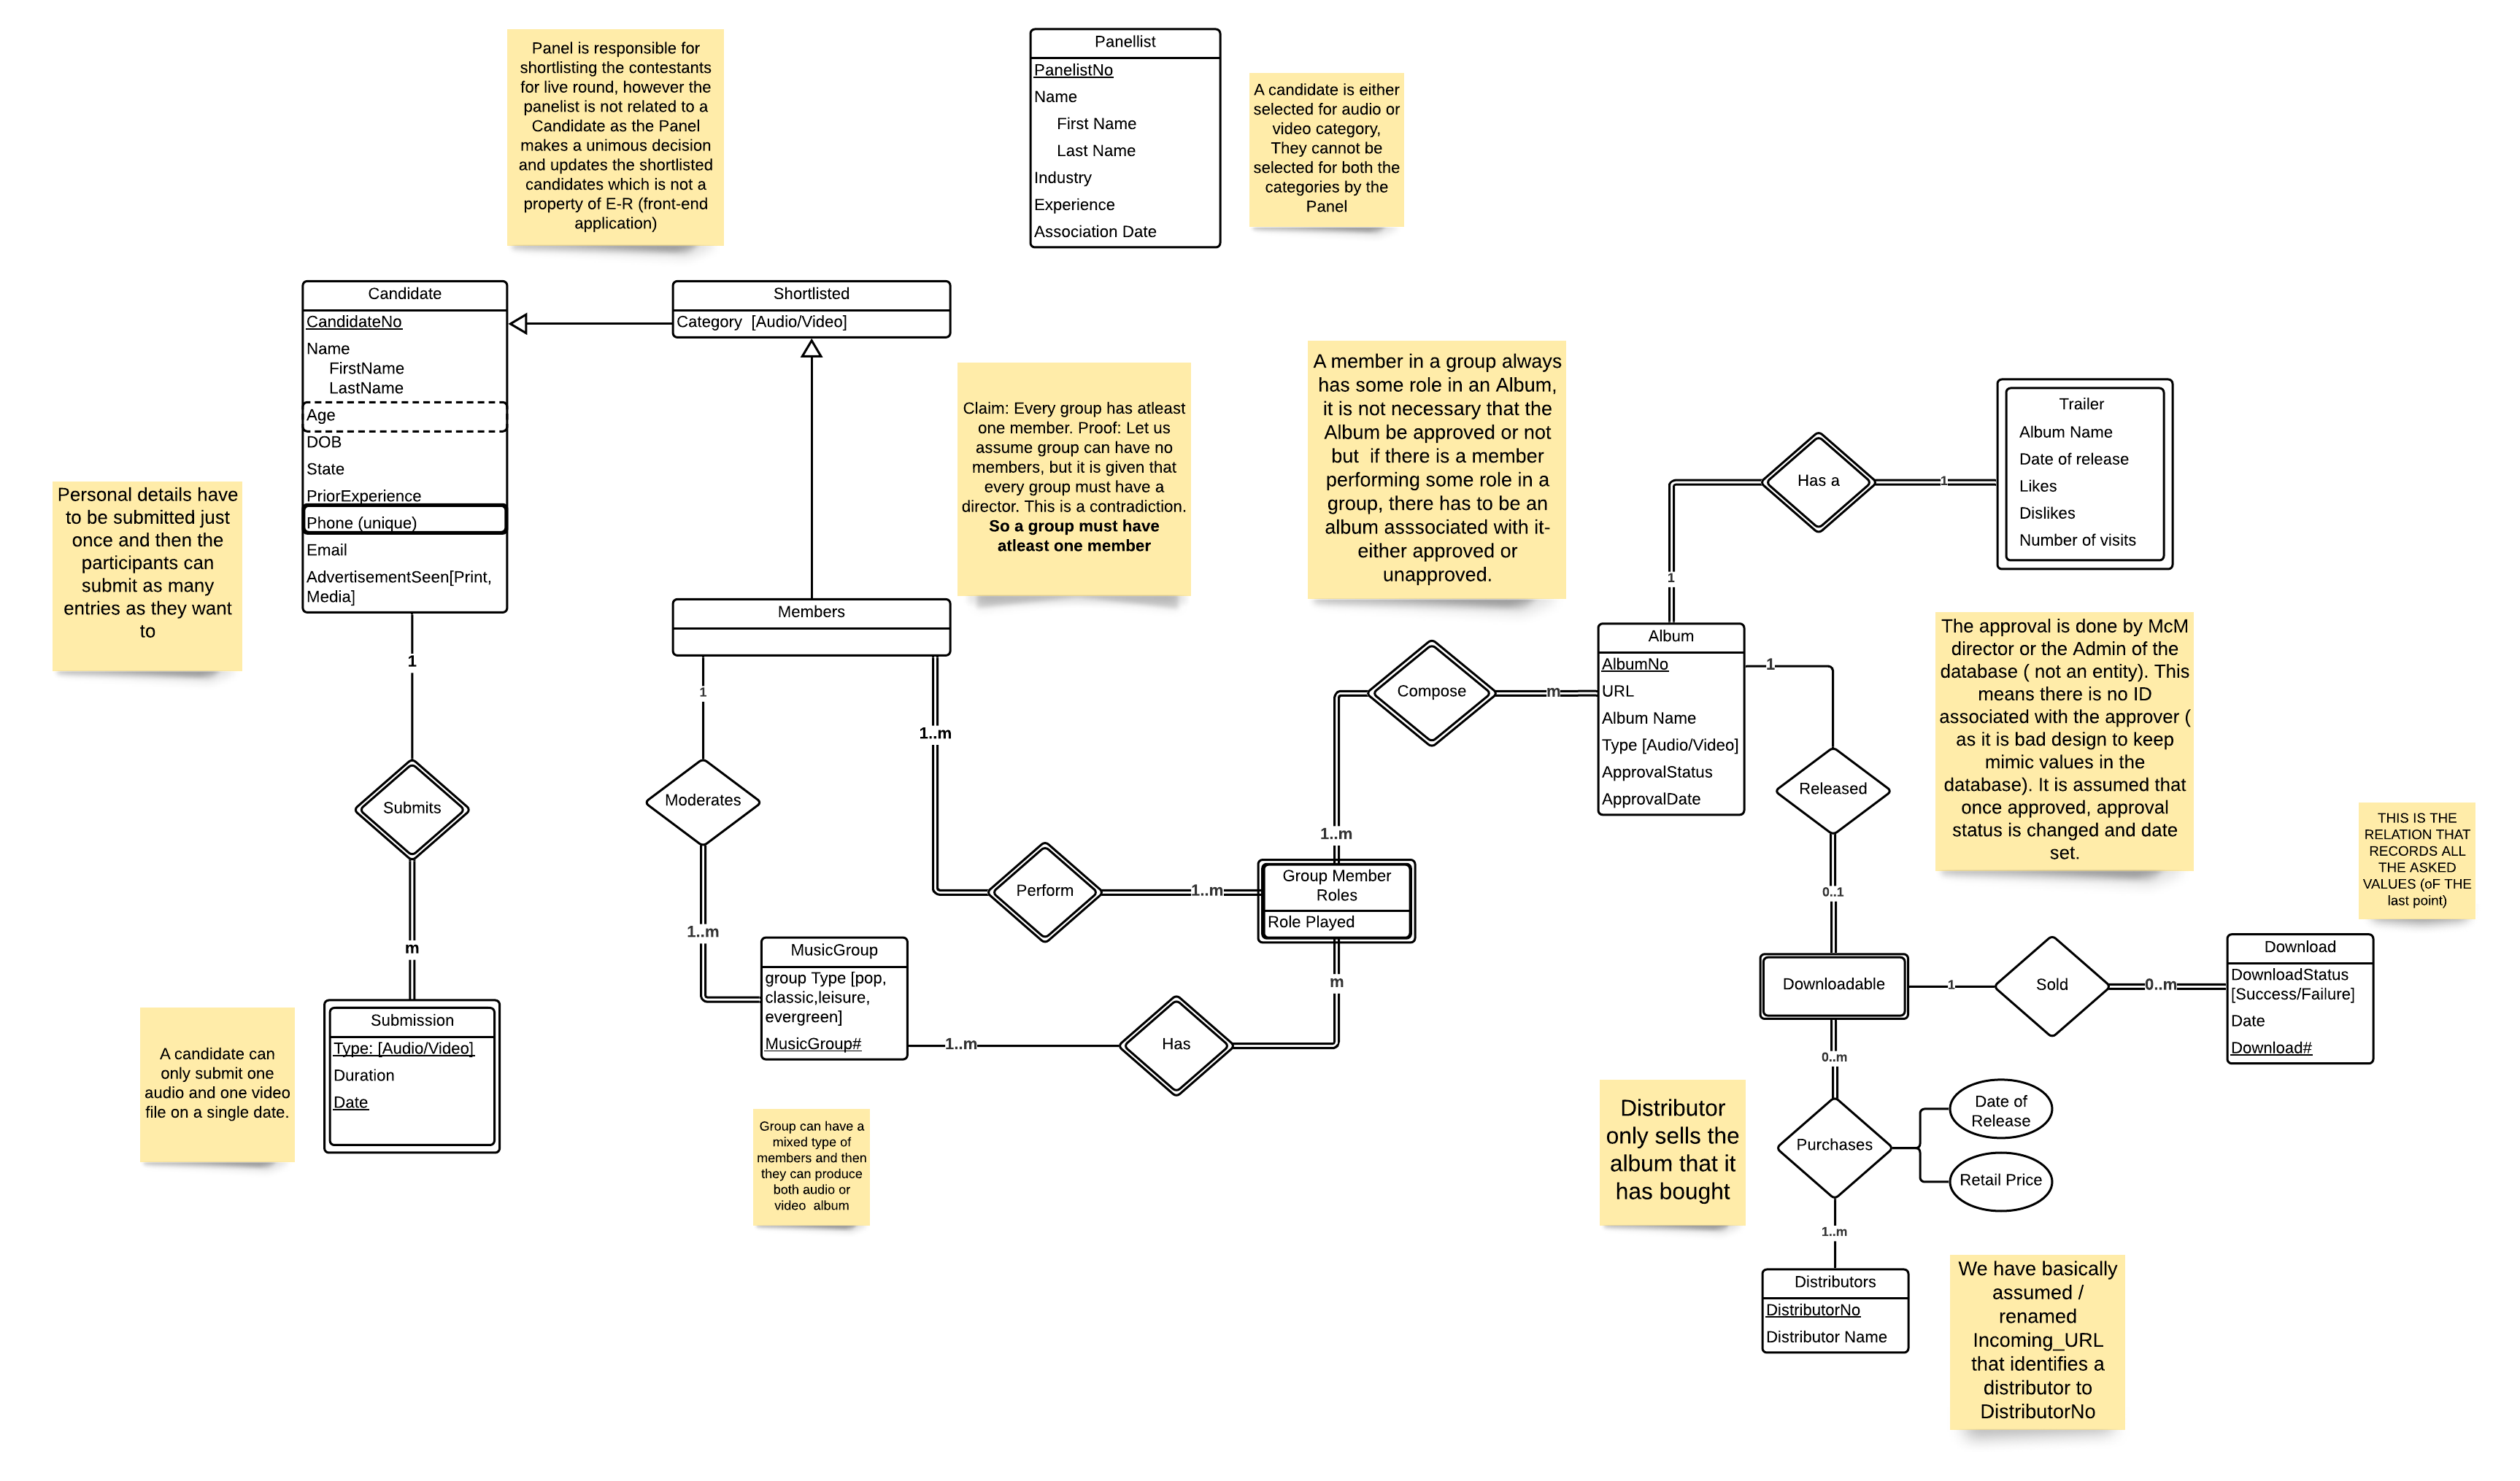 Panel is responsible for
shortlisting the contestants
for live round, however the
panelist is not related to a
Candidate as the Panel
makes a unimous decision
and updates the shortlisted
candidates which is not a
property of E-R (front-end
application)
Panellist
PanelistNo
Name
First Name
Last Name
Industry
Experience
Association Date
A candidate is either
selected for audio or
video category,
They cannot be
selected for both the
categories by the
Panel
Candidate
CandidateNo
Name
FirstName
LastName
Age
DOB
State
PriorExperience
Phone (unique)
Email
AdvertisementSeen[Print,
Media]
Shortlisted
Category [Audio/Video]
Claim: Every group has atleast
one member. Proof: Let us
assume group can have no
members, but it is given that
every group must have a
director. This is a contradiction.
So a group must have
atleast one member
A member in a group always
has some role in an Album,
it is not necessary that the
Album be approved or not
but if there is a member
performing some role in a
group, there has to be an
album asssociated with it-
either approved or
unapproved.
Trailer
Album Name
Date of release
Likes
Dislikes
Number of visits
Has a
1
1
Personal details have
to be submitted just
once and then the
participants can
submit as many
entries as they want
to
Members
1
1
1..m
Compose
m
1..m
Album
AlbumNo
URL
Album Name
Type [Audio/Video]
ApprovalStatus
ApprovalDate
1
Released
0..1
The approval is done by McM
director or the Admin of the
database ( not an entity). This
means there is no ID
associated with the approver (
as it is bad design to keep
mimic values in the
database). It is assumed that
once approved, approval
status is changed and date
set.
THIS IS THE
RELATION THAT
RECORDS ALL
THE ASKED
VALUES (oF THE
last point)
Submits
m
Moderates
1..m
Perform
1..m
Group Member
Roles
Role Played
m
MusicGroup
group Type [pop,
classic,leisure,
evergreen]
MusicGroup#
1..m
Has
Downloadable
1
Sold
0..m
Download
DownloadStatus
[Success/Failure]
Date
Download#
0..m
A candidate can
only submit one
audio and one video
file on a single date.
Submission
Type: [Audio/Video]
Duration
Date
Group can have a
mixed type of
members and then
they can produce
both audio or
video album
Distributor
only sells the
album that it
has bought
Purchases
Date of
Release
Retail Price
1..m
Distributors
DistributorNo
Distributor Name
We have basically
assumed /
renamed
Incoming_URL
that identifies a
distributor to
DistributorNo